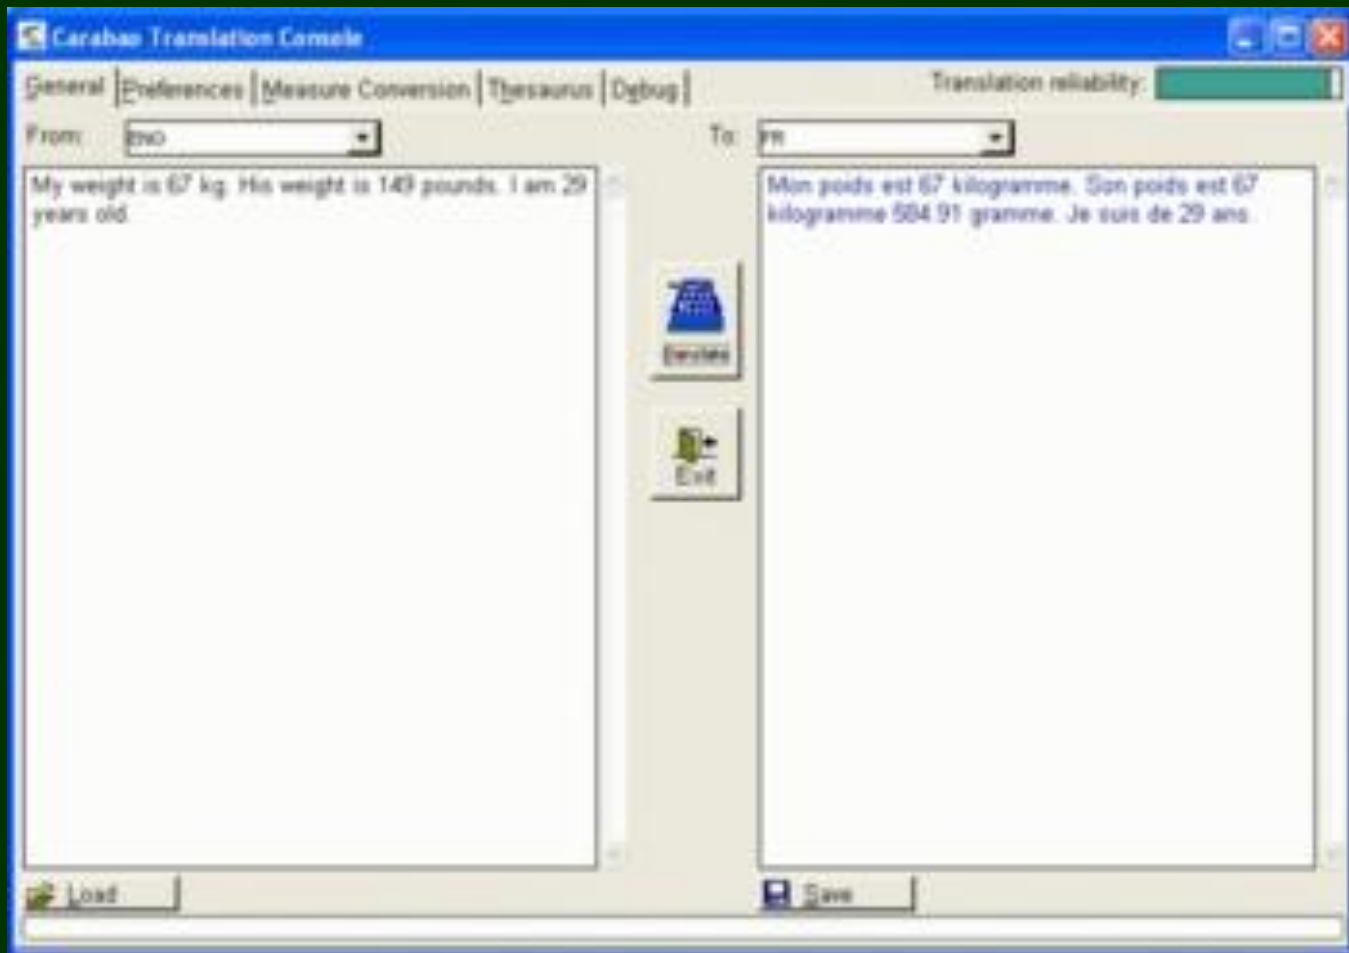 Carabao Translation Console
General Preferences Measure Conversion Thesaurus Debug Translation reliability:
From: To: FR
My weight is 67 kg. His weight is 149 pounds. I am 29
years old.
Mon poids est 67 kilogramme. Son poids est 67
kilogramme 584.91 gramme. Je suis de 29 ans.
Exit
Load Save